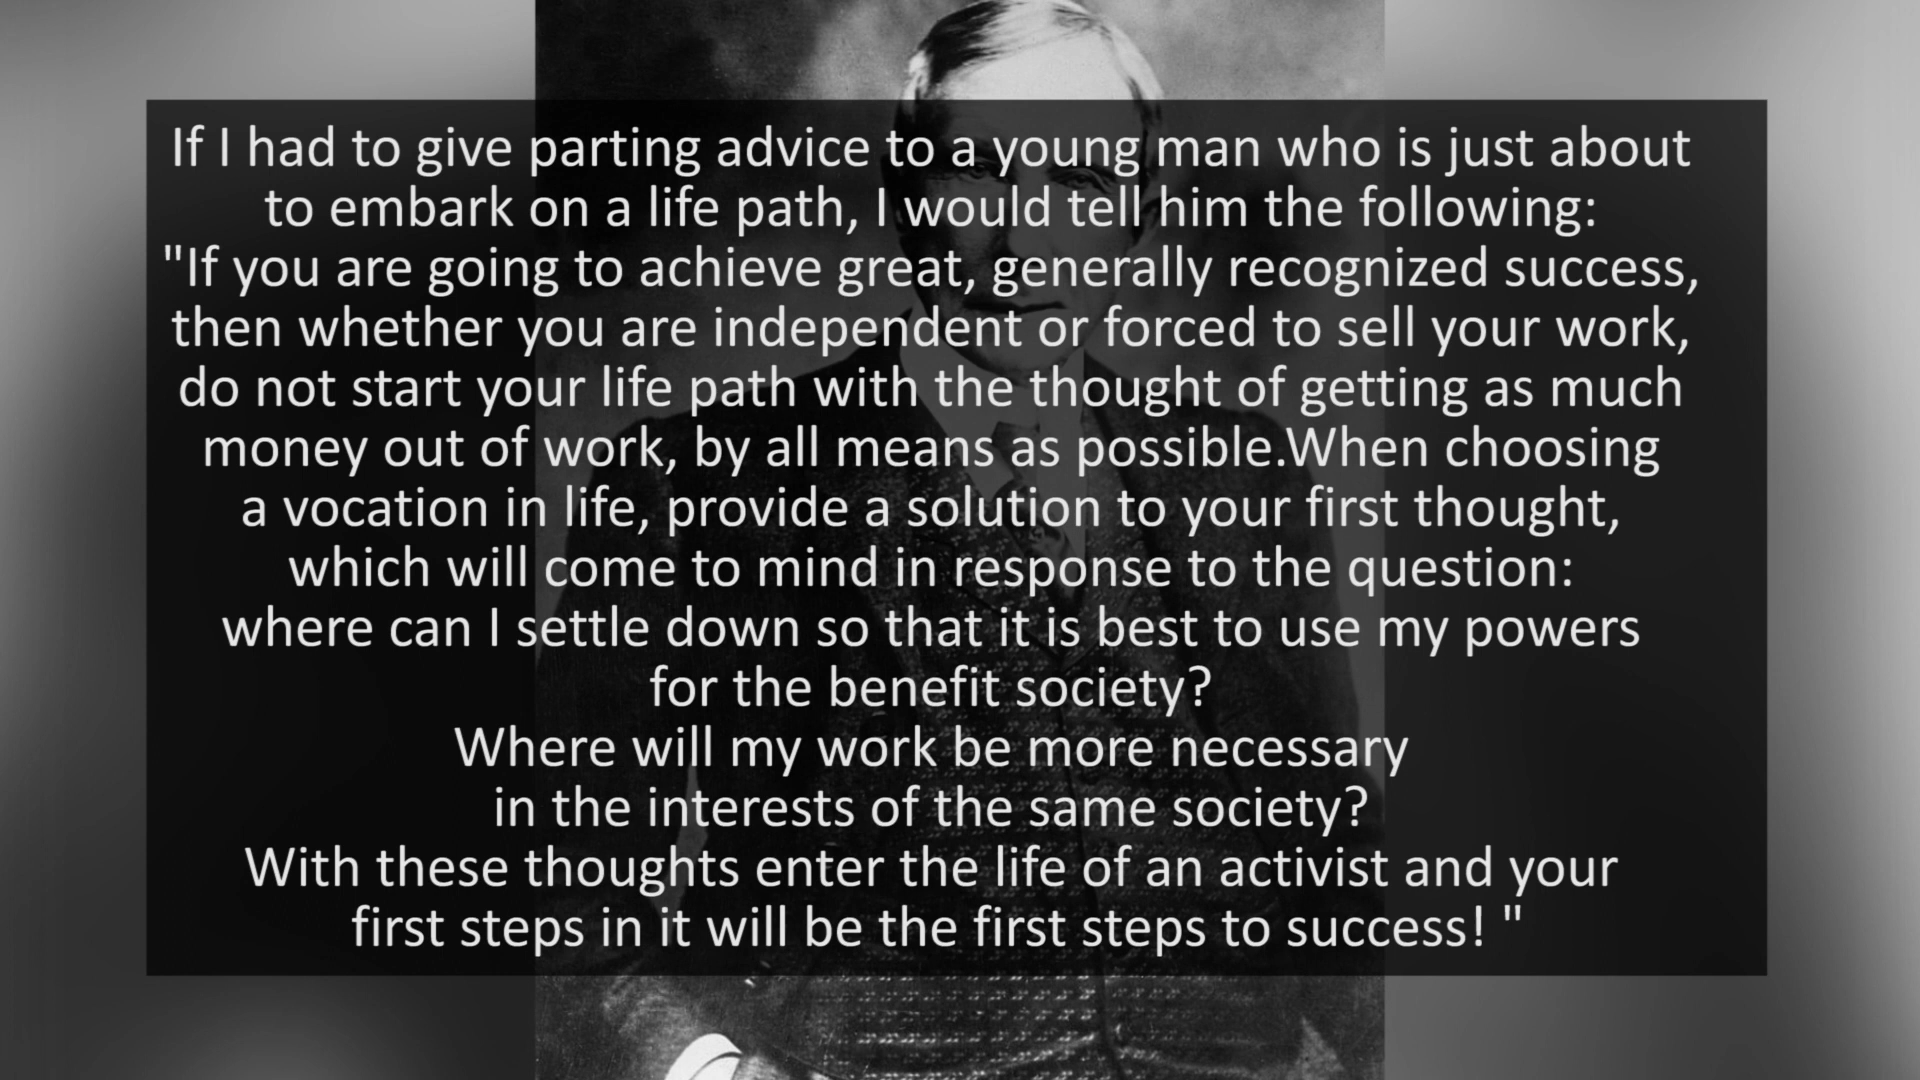 If I had to give parting advice to a young man who is just about
to embark on a life path, I would tell him the following:
"If you are going to achieve great, generally recognized success,
then whether you are independent or forced to sell your work,
do not start your life path with the thought of getting as much
money out of work, by all means as possible.When choosing
a vocation in life, provide a solution to your first thought,
which will come to mind in response to the question:
where can I settle down so that it is best to use my powers
for the benefit society?
Where will my work be more necessary
in the interests of the same society?
With these thoughts enter the life of an activist and your
first steps in it will be the first steps to success! "